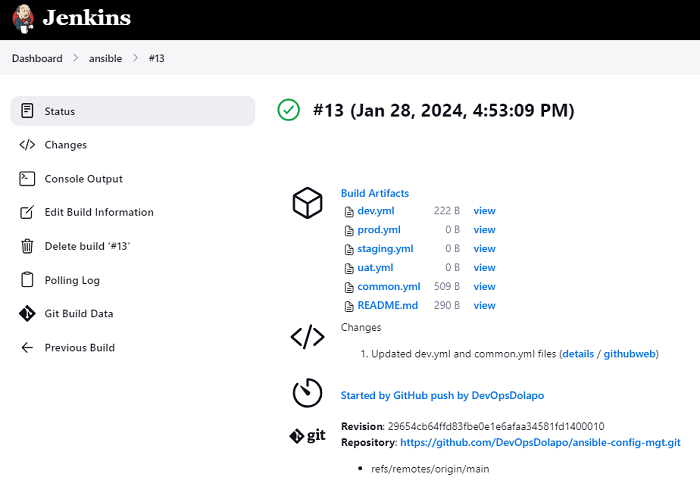 Jenkins
Dashboard > ansible > #13
Status
Changes
Console Output
Edit Build Information
Delete build '#13'
Polling Log
Git Build Data
Previous Build
#13 (Jan 28, 2024, 4:53:09 PM)
Build Artifacts
dev.yml 222 B view
prod.yml 0 B view
staging.yml 0 B view
uat.yml 0 B view
common.yml 509 B view
README.md 290 B view
Changes
1. Updated dev.yml and common.yml files (details / githubweb)
Started by GitHub push by DevOpsDolapo
git
Revision: 29654cb64ffd83fbe0e1e6afaa34581fd1400010
Repository: https://github.com/DevOpsDolapo/ansible-config-mgt.git
• refs/remotes/origin/main